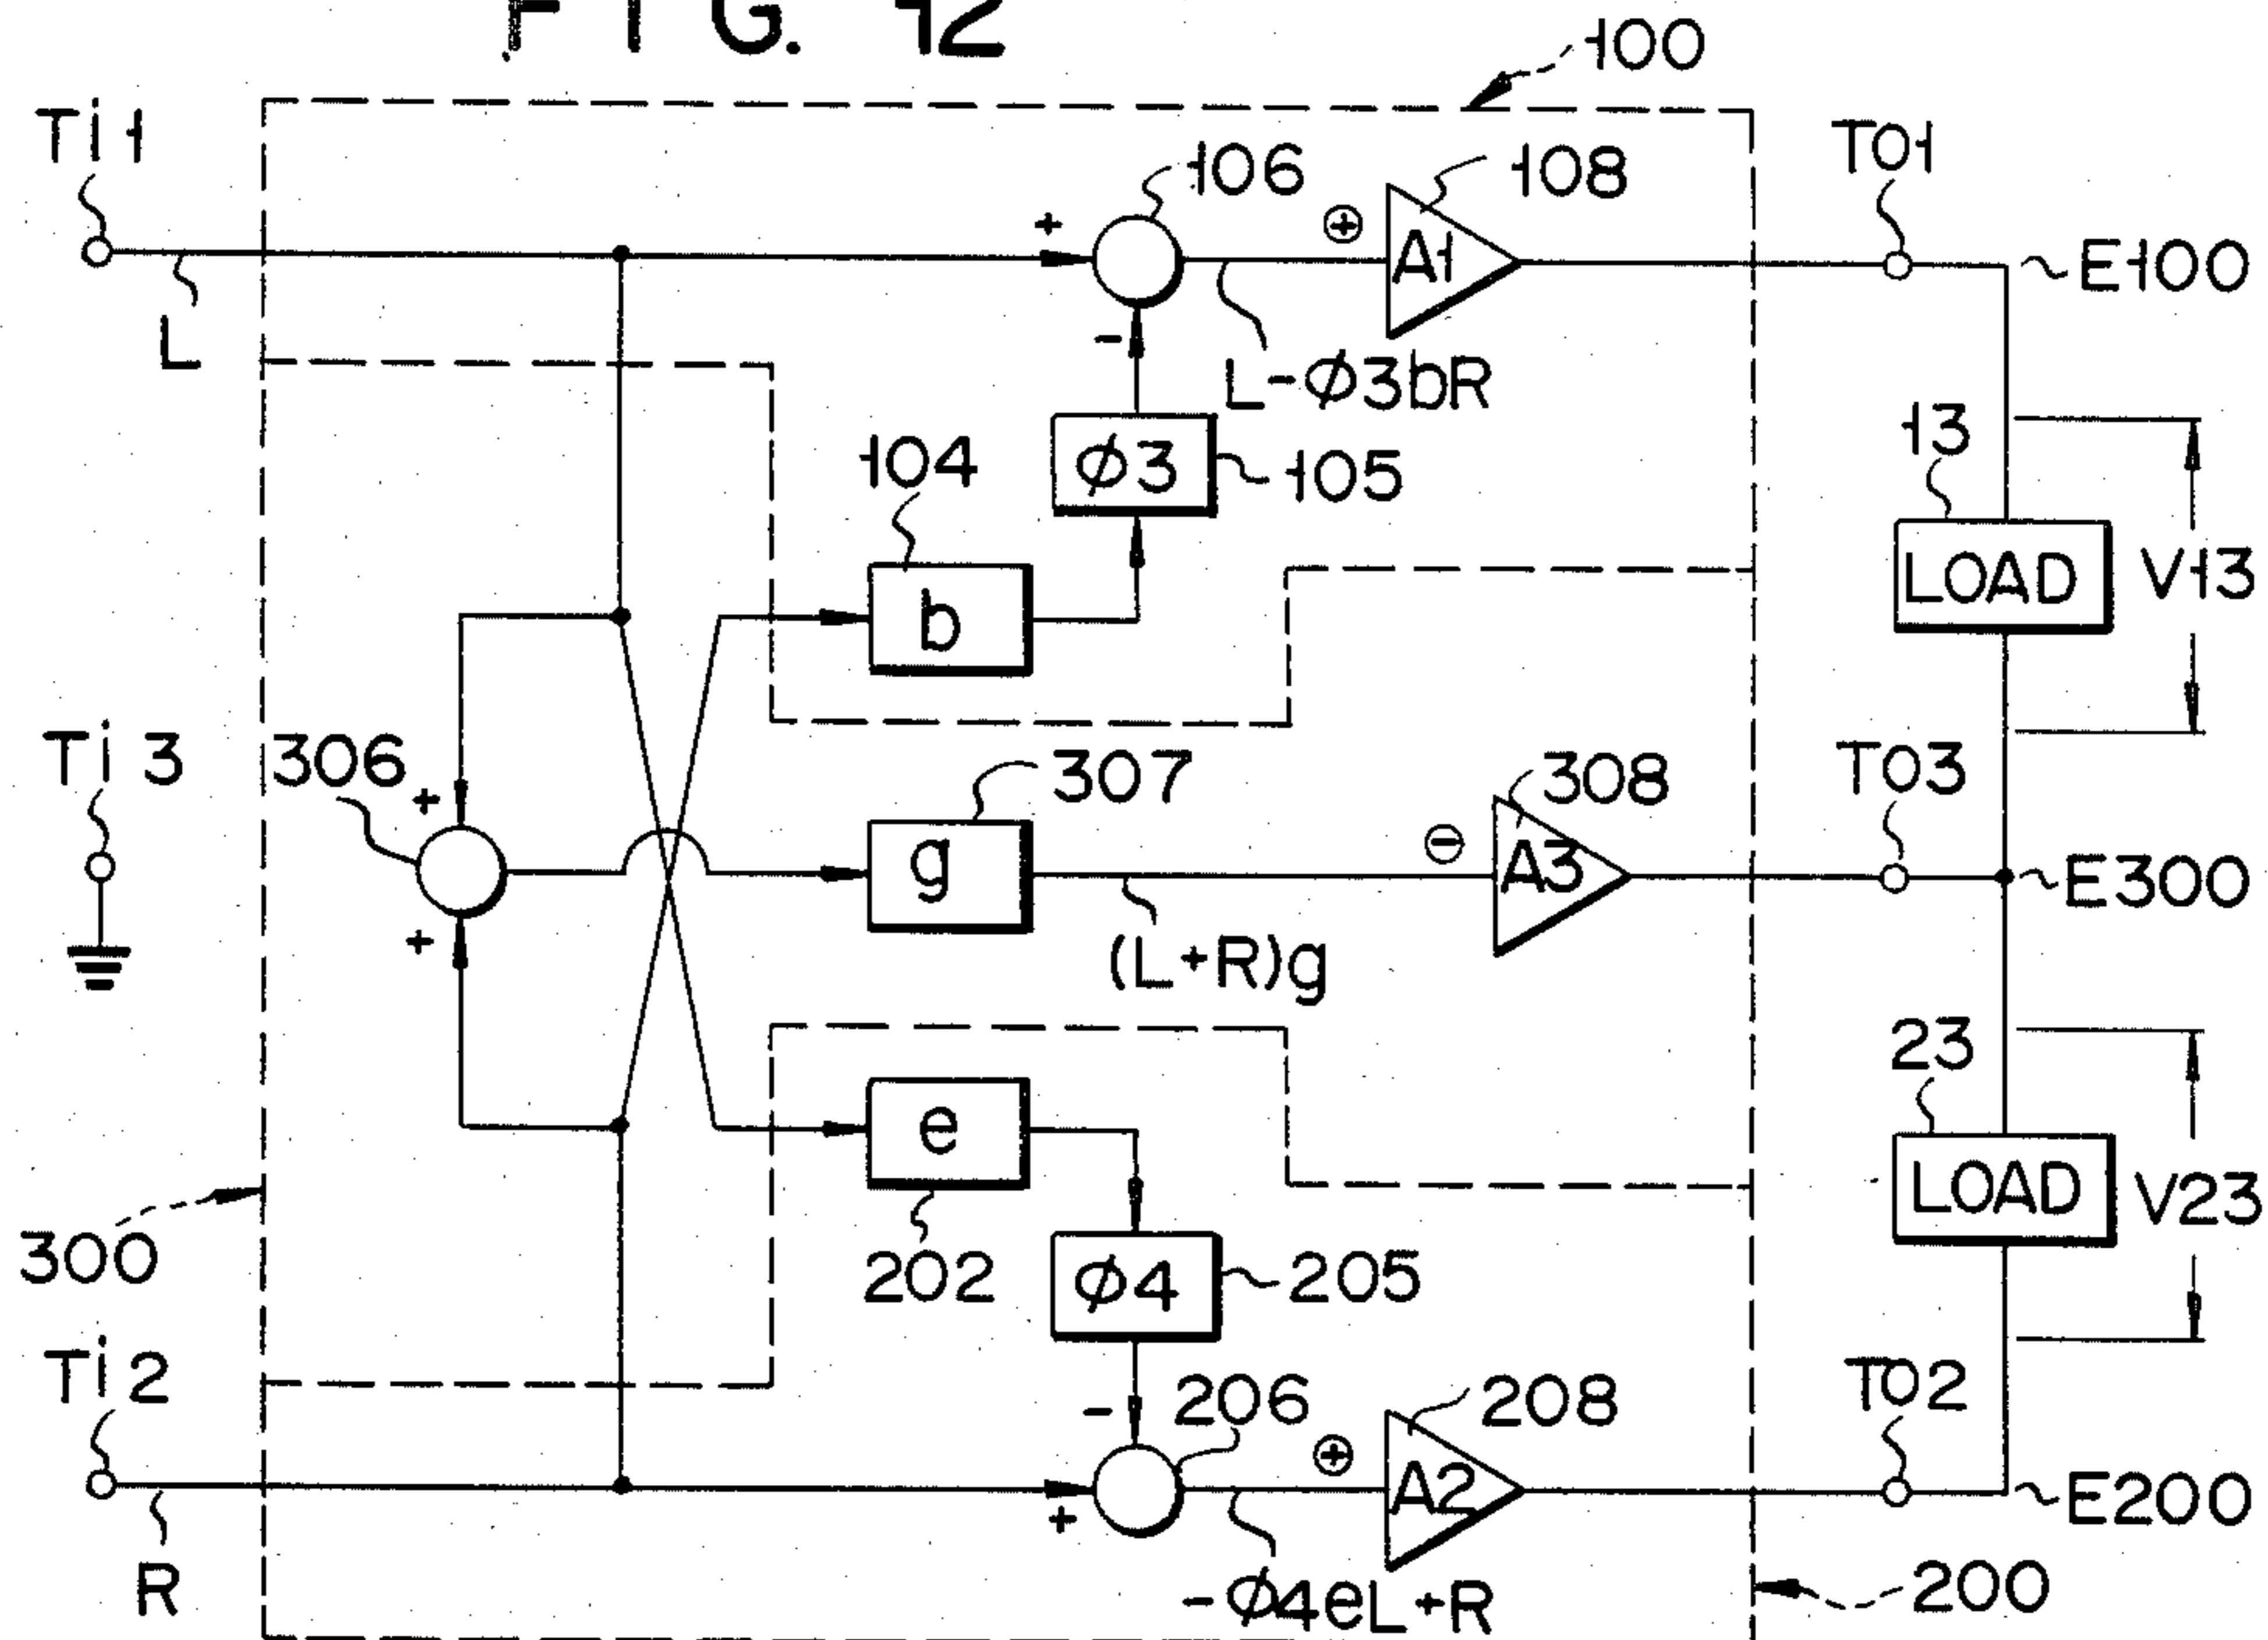 FIG. 12
100
Ti1
T01
106
108
+
⊕
A1
E100
L
-
L-ϕ3bR
13
104
ϕ3
105
LOAD
V13
b
Ti3
306
307
308
T03
+
g
⊖
A3
E300
+
(L+R)g
23
e
LOAD
V23
300
202
ϕ4
205
Ti2
206
208
T02
-
⊕
A2
+
E200
R
-ϕ4eL+R
200